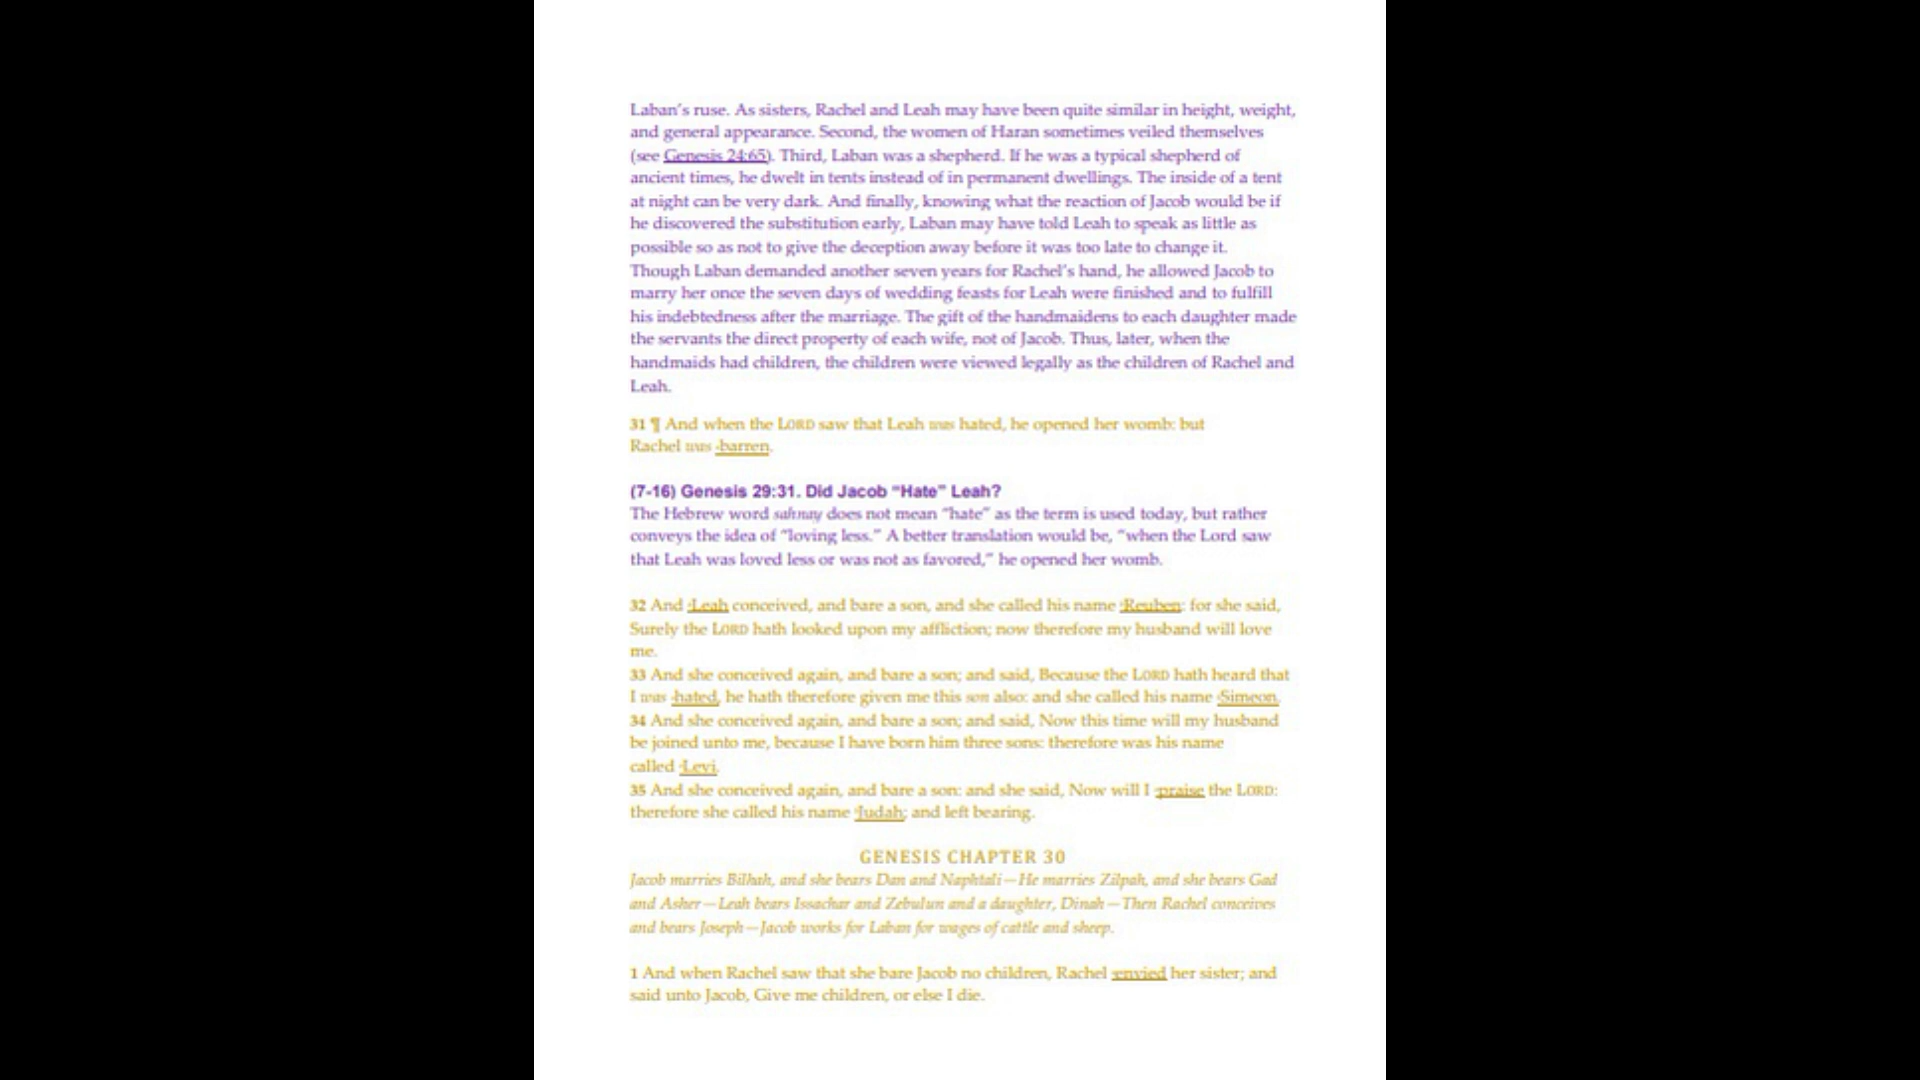 Laban's ruse. As sisters, Rachel and Leah may have been quite similar in height, weight,
and general appearance. Second, the women of Haran sometimes veiled themselves
(see Genesis 24:65). Third, Laban was a shepherd. If he was a typical shepherd of
ancient times, he dwelt in tents instead of in permanent dwellings. The inside of a tent
at night can be very dark. And finally, knowing what the reaction of Jacob would be if
he discovered the substitution early, Laban may have told Leah to speak as little as
possible so as not to give the deception away before it was too late to change it.
Though Laban demanded another seven years for Rachel's hand, he allowed Jacob to
marry her once the seven days of wedding feasts for Leah were finished and to fulfill
his indebtedness after the marriage. The gift of the handmaidens to each daughter made
the servants the direct property of each wife, not of Jacob. Thus, later, when the
handmaids had children, the children were viewed legally as the children of Rachel and
Leah.
31 ¶ And when the LORD saw that Leah was hated, he opened her womb: but
Rachel was barren.
(7-16) Genesis 29:31. Did Jacob "Hate" Leah?
The Hebrew word sahnay does not mean "hate" as the term is used today, but rather
conveys the idea of "loving less." A better translation would be, "when the Lord saw
that Leah was loved less or was not as favored," he opened her womb.
32 And Leah conceived, and bare a son, and she called his name Reuben: for she said,
Surely the LORD hath looked upon my affliction; now therefore my husband will love
me.
33 And she conceived again, and bare a son; and said, Because the LORD hath heard that
I was hated, he hath therefore given me this son also: and she called his name Simeon.
34 And she conceived again, and bare a son; and said, Now this time will my husband
be joined unto me, because I have born him three sons: therefore was his name
called Levi.
35 And she conceived again, and bare a son: and she said, Now will I praise the LORD:
therefore she called his name Judah; and left bearing.
GENESIS CHAPTER 30
Jacob marries Bilhah, and she bears Dan and Naphtali—He marries Zilpah, and she bears Gad
and Asher—Leah bears Issachar and Zebulun and a daughter, Dinah—Then Rachel conceives
and bears Joseph—Jacob works for Laban for wages of cattle and sheep.
1 And when Rachel saw that she bare Jacob no children, Rachel envied her sister; and
said unto Jacob, Give me children, or else I die.